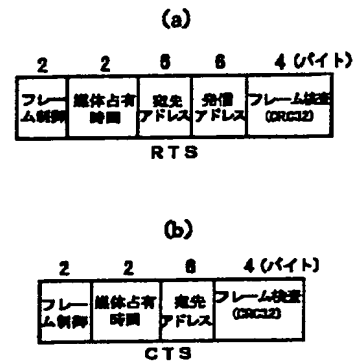 (a)
2 2 6 6 4 (バイト)
フレーム制御 媒体占有時間 宛先アドレス 発信アドレス フレーム検査(CRC32)
RTS
(b)
2 2 6 4 (バイト)
フレーム制御 媒体占有時間 宛先アドレス フレーム検査(CRC32)
CTS